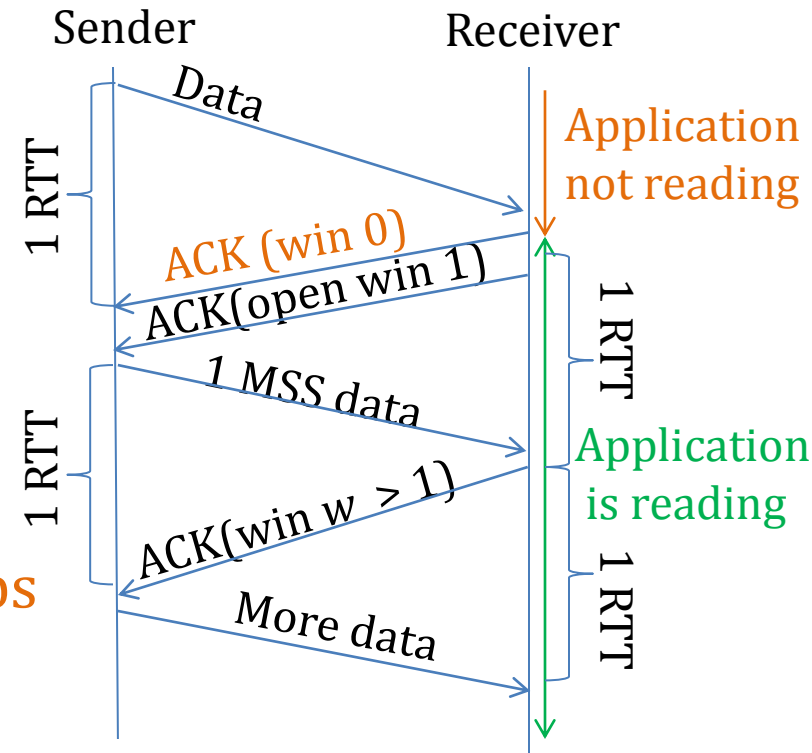 Sender
Receiver
Data
Application
not reading
1 RTT
ACK (win 0)
ACK(open win 1)
1 RTT
1 MSS data
1 RTT
Application
is reading
ACK(win w > 1)
1 RTT
os
More data